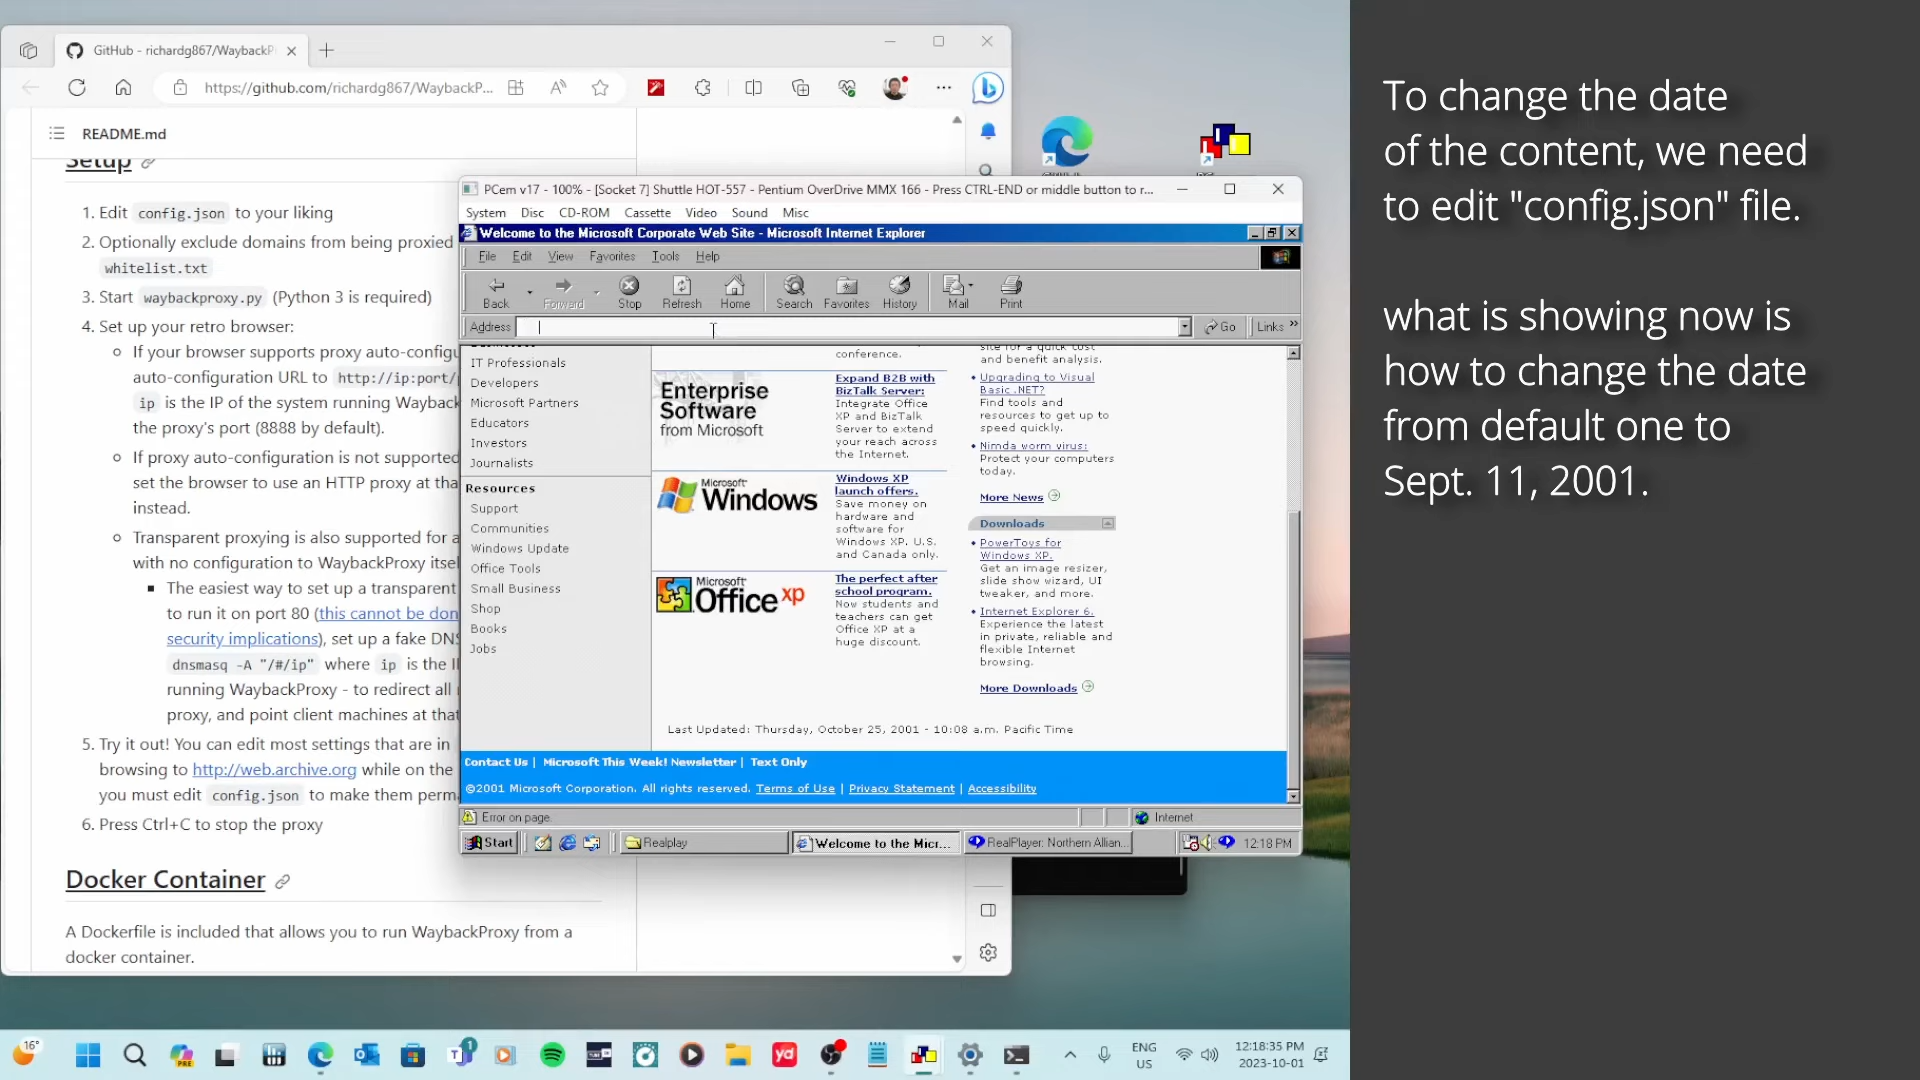 GitHub - richardg867/WaybackP
https://github.com/richardg867/WaybackP...
README.md
Setup
1. Edit config.json to your liking
2. Optionally exclude domains from being proxied
whitelist.txt
3. Start waybackproxy.py (Python 3 is required)
4. Set up your retro browser:
If your browser supports proxy auto-configu
auto-configuration URL to http://ip:port/p
ip is the IP of the system running Wayback
the proxy's port (8888 by default).
If proxy auto-configuration is not supported
set the browser to use an HTTP proxy at tha
instead.
Transparent proxying is also supported for a
with no configuration to WaybackProxy itsel
The easiest way to set up a transparent
to run it on port 80 (this cannot be don
security implications), set up a fake DNS
dnsmasq -A "/#/ip" where ip is the I
running WaybackProxy - to redirect all
proxy, and point client machines at that
5. Try it out! You can edit most settings that are in
browsing to http://web.archive.org while on the
you must edit config.json to make them perm
6. Press Ctrl+C to stop the proxy
Docker Container
A Dockerfile is included that allows you to run WaybackProxy from a
docker container.
PCem v17 - 100% - [Socket 7] Shuttle HOT-557 - Pentium OverDrive MMX 166 - Press CTRL-END or middle button to r...
System Disc CD-ROM Cassette Video Sound Misc
Welcome to the Microsoft Corporate Web Site - Microsoft Internet Explorer
File Edit View Favorites Tools Help
Back Forward Stop Refresh Home Search Favorites History Mail Print
Address Go Links »
IT Professionals
Developers
Microsoft Partners
Educators
Investors
Journalists
Resources
Support
Communities
Windows Update
Office Tools
Small Business
Shop
Books
Jobs
conference.
Enterprise
Software
from Microsoft
Expand B2B with
BizTalk Server:
Integrate Office
XP and BizTalk
Server to extend
your reach across
the Internet.
Microsoft
Windows
Windows XP
launch offers.
Save money on
hardware and
software for
Windows XP. U.S.
and Canada only.
Microsoft
Office xp
The perfect after
school program.
Now students and
teachers can get
Office XP at a
huge discount.
site for a quick cost
and benefit analysis.
Upgrading to Visual
Basic .NET?
Find tools and
resources to get up to
speed quickly.
Nimda worm virus:
Protect your computers
today.
More News
Downloads
PowerToys for
Windows XP.
Get an image resizer,
slide show wizard, UI
tweaker, and more.
Internet Explorer 6.
Experience the latest
in private, reliable and
flexible Internet
browsing.
More Downloads
Last Updated: Thursday, October 25, 2001 - 10:08 a.m. Pacific Time
Contact Us | Microsoft This Week! Newsletter | Text Only
©2001 Microsoft Corporation. All rights reserved. Terms of Use | Privacy Statement | Accessibility
Error on page. Internet
Start Realplay Welcome to the Micr... RealPlayer: Northern Allian... 12:18 PM
To change the date
of the content, we need
to edit "config.json" file.
what is showing now is
how to change the date
from default one to
Sept. 11, 2001.
16°
PRE
1
yd
ENG
US
12:18:35 PM
2023-10-01